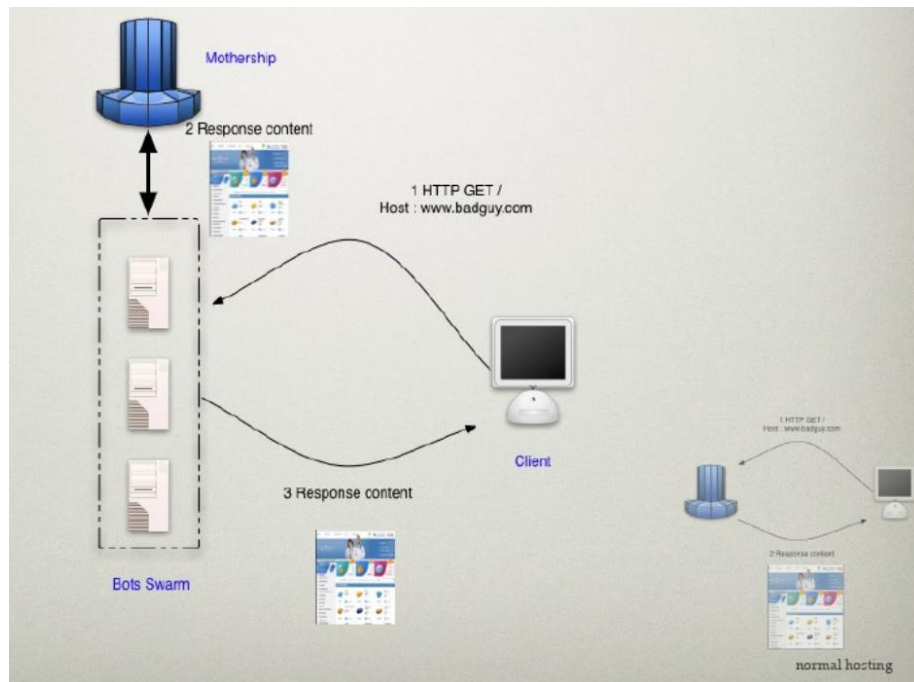 Mothership
2 Response content
1 HTTP GET /
Host : www.badguy.com
Client
3 Response content
Bots Swarm
1 HTTP GET /
Host : www.badguy.com
2 Response content
normal hosting